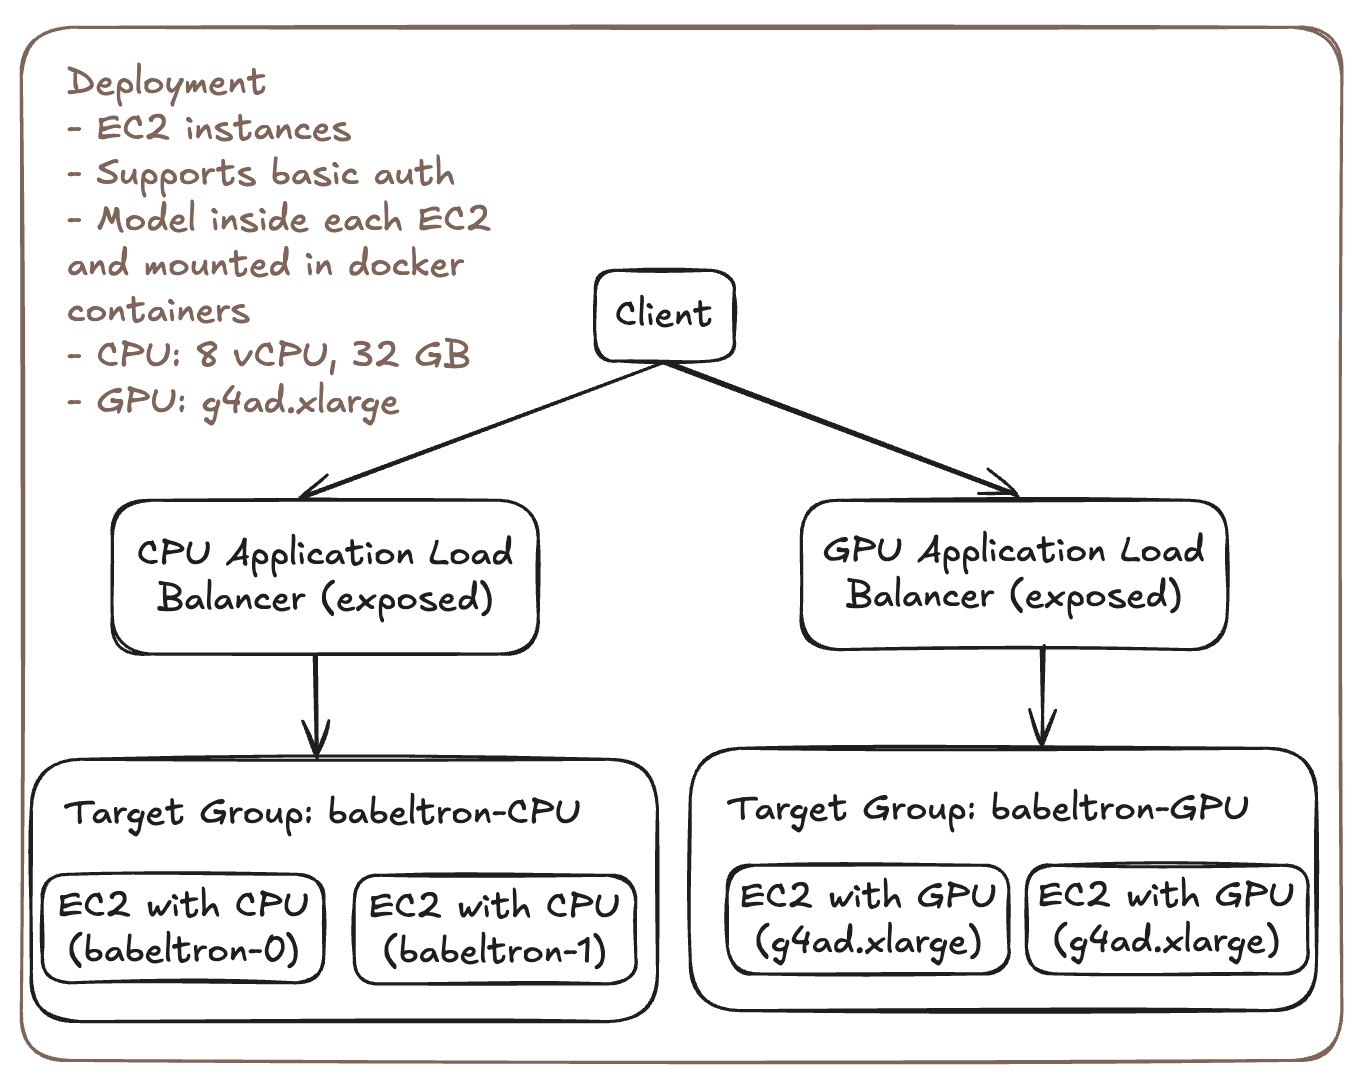 Deployment
- EC2 instances
- Supports basic auth
- Model inside each EC2
and mounted in docker
containers
- CPU: 8 vCPU, 32 GB
- GPU: g4ad.xlarge
Client
CPU Application Load
Balancer (exposed)
GPU Application Load
Balancer (exposed)
Target Group: babeltron-CPU
EC2 with CPU
(babeltron-0)
EC2 with CPU
(babeltron-1)
Target Group: babeltron-GPU
EC2 with GPU
(g4ad.xlarge)
EC2 with GPU
(g4ad.xlarge)